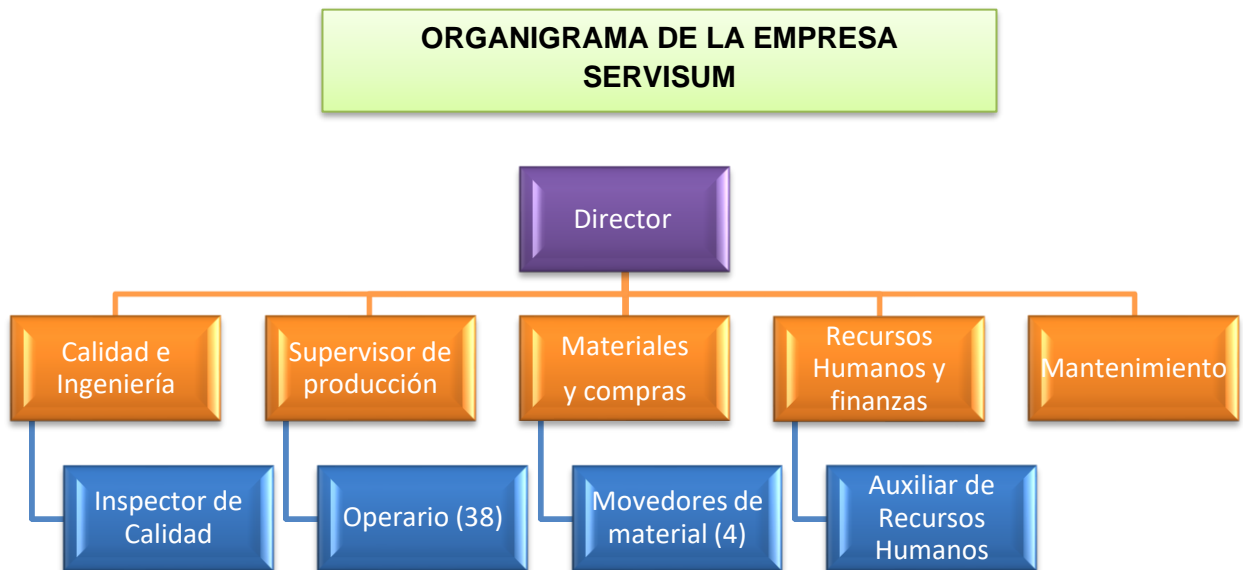 ORGANIGRAMA DE LA EMPRESA
SERVISUM
Director
Calidad e
Ingeniería
Supervisor de
producción
Materiales
y compras
Recursos
Humanos y
finanzas
Mantenimiento
Inspector de
Calidad
Operario (38)
Movedores de
material (4)
Auxiliar de
Recursos
Humanos